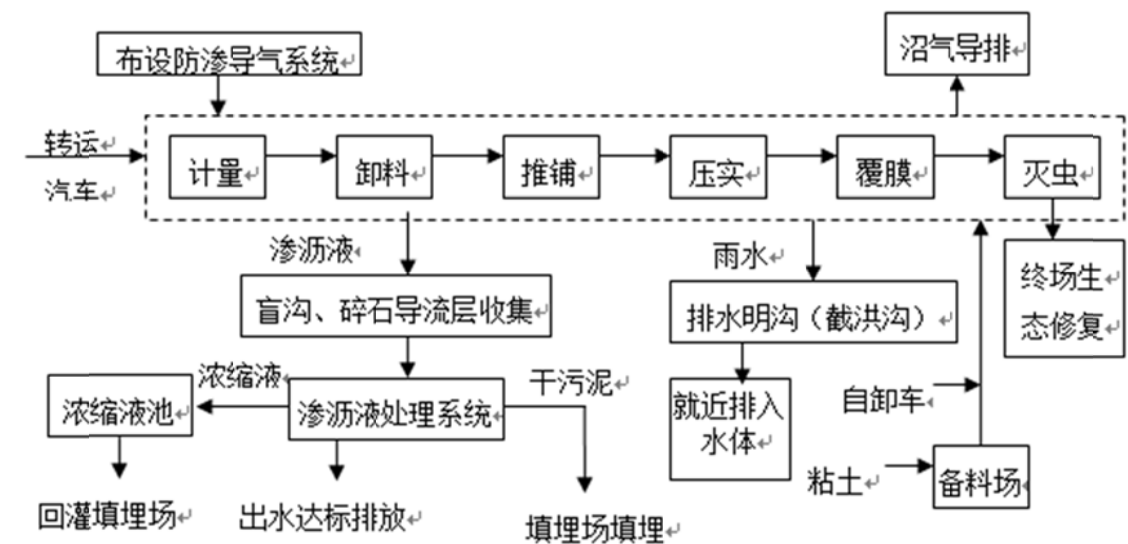 布设防渗导气系统
沼气导排
转运
汽车
计量
卸料
推铺
压实
覆膜
灭虫
渗沥液
雨水
终场生
态修复
盲沟、碎石导流层收集
排水明沟（截洪沟）
浓缩液
干污泥
浓缩液池
渗沥液处理系统
就近排入
水体
自卸车
粘土
备料场
回灌填埋场
出水达标排放
填埋场填埋